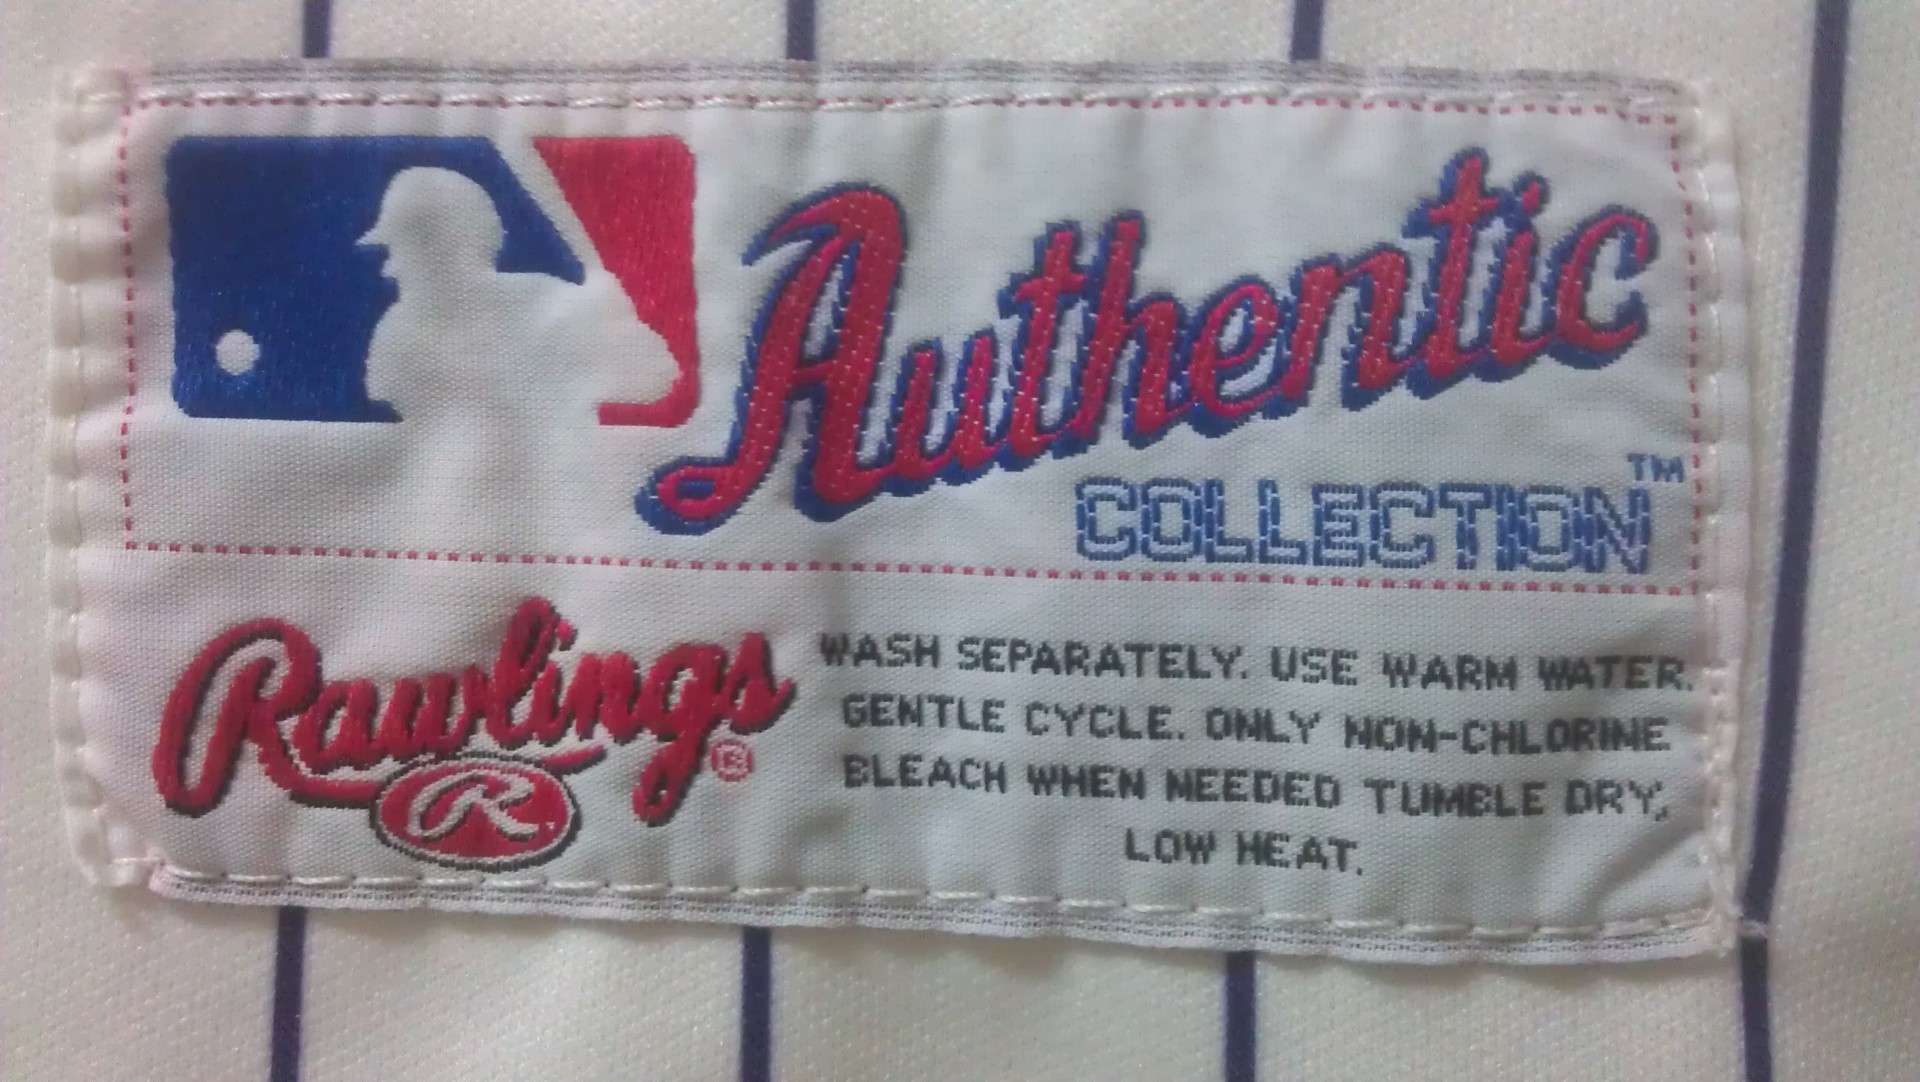 Authentic
COLLECTION™
Rawlings®
R
WASH SEPARATELY. USE WARM WATER.
GENTLE CYCLE. ONLY NON-CHLORINE
BLEACH WHEN NEEDED TUMBLE DRY,
LOW HEAT.